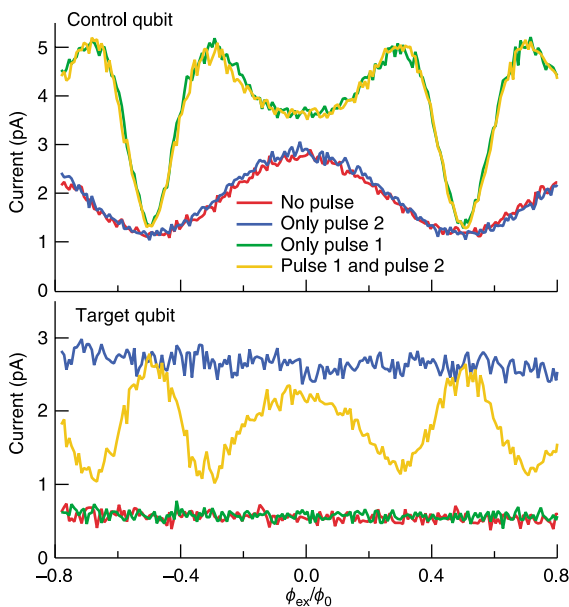 Control qubit
5
4
3
2
1
0
Current (pA)
No pulse
Only pulse 2
Only pulse 1
Pulse 1 and pulse 2
Target qubit
3
2
1
0
Current (pA)
−0.8
−0.4
0.0
0.4
0.8
ϕex/ϕ0